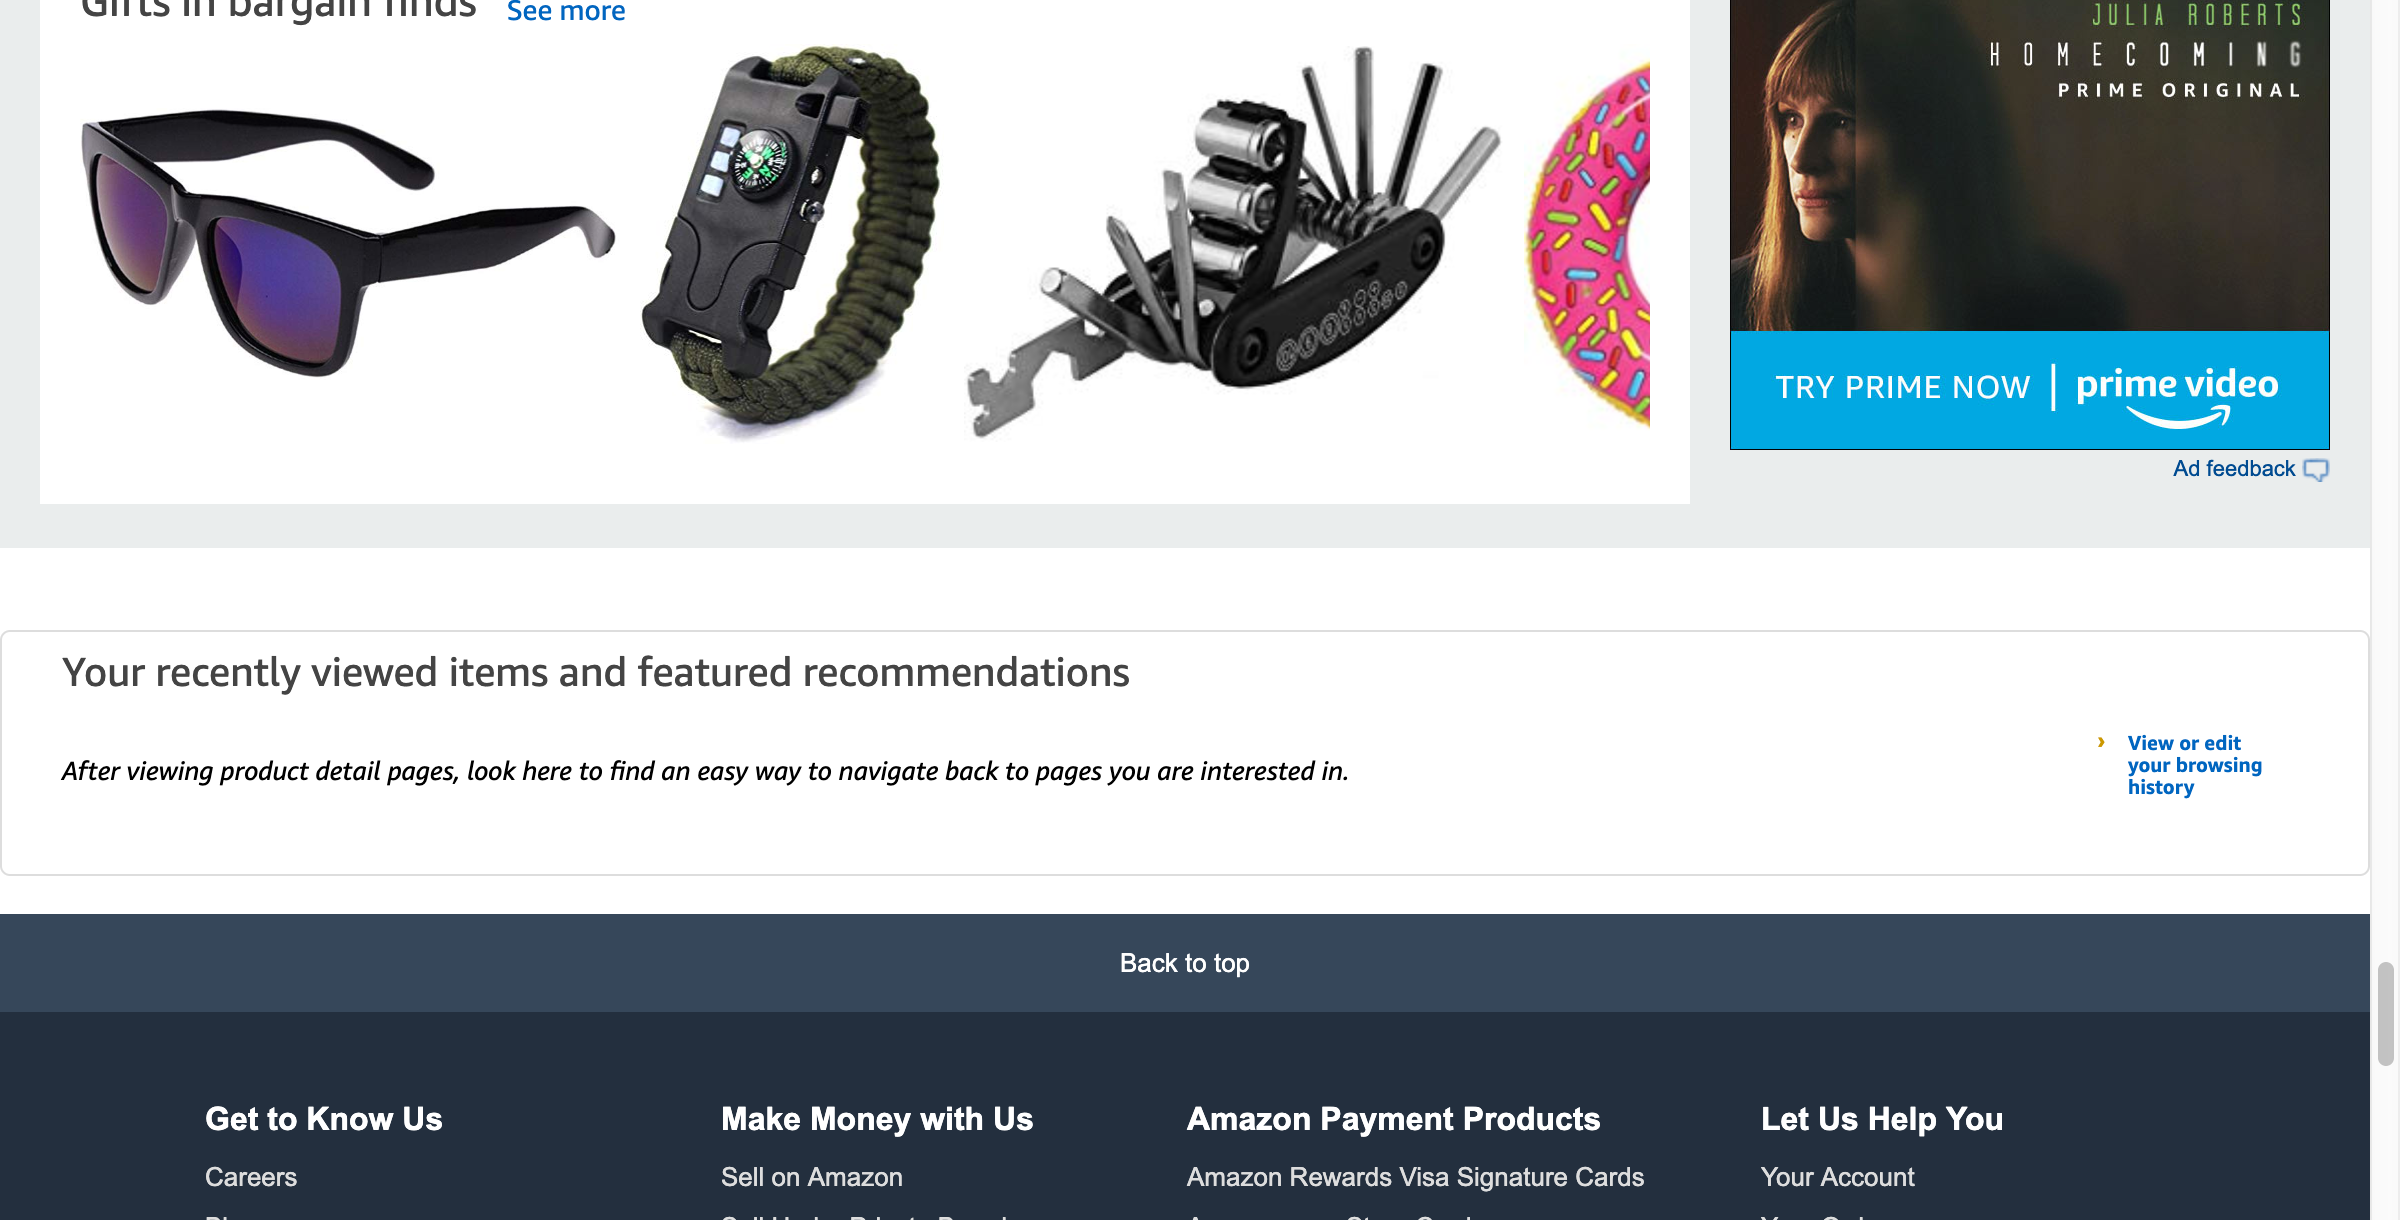 Gifts in bargain finds See more
JULIA ROBERTS
HOMECOMING
PRIME ORIGINAL
TRY PRIME NOW | prime video
Ad feedback
Your recently viewed items and featured recommendations
After viewing product detail pages, look here to find an easy way to navigate back to pages you are interested in.
› View or edit
your browsing
history
Back to top
Get to Know Us
Careers
Make Money with Us
Sell on Amazon
Amazon Payment Products
Amazon Rewards Visa Signature Cards
Let Us Help You
Your Account